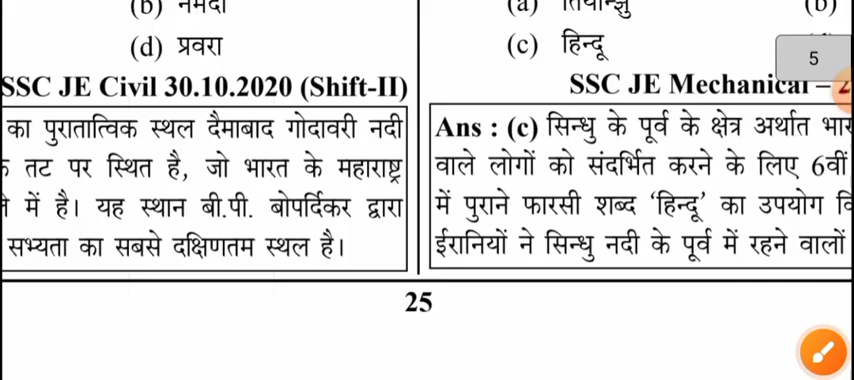 (b) नर्मदा
(d) प्रवरा
SSC JE Civil 30.10.2020 (Shift-II)
का पुरातात्विक स्थल दैमाबाद गोदावरी नदी
तट पर स्थित है, जो भारत के महाराष्ट्र
में है। यह स्थान बी.पी. बोपर्दिकर द्वारा
सभ्यता का सबसे दक्षिणतम स्थल है।
(a) तियान्झु
(b)
(c) हिन्दू
5
SSC JE Mechanical –
Ans : (c) सिन्धु के पूर्व के क्षेत्र अर्थात
वाले लोगों को संदर्भित करने के लिए 6वीं
में पुराने फारसी शब्द ‘हिन्दू’ का उपयोग
ईरानियों ने सिन्धु नदी के पूर्व में रहने वालों
25